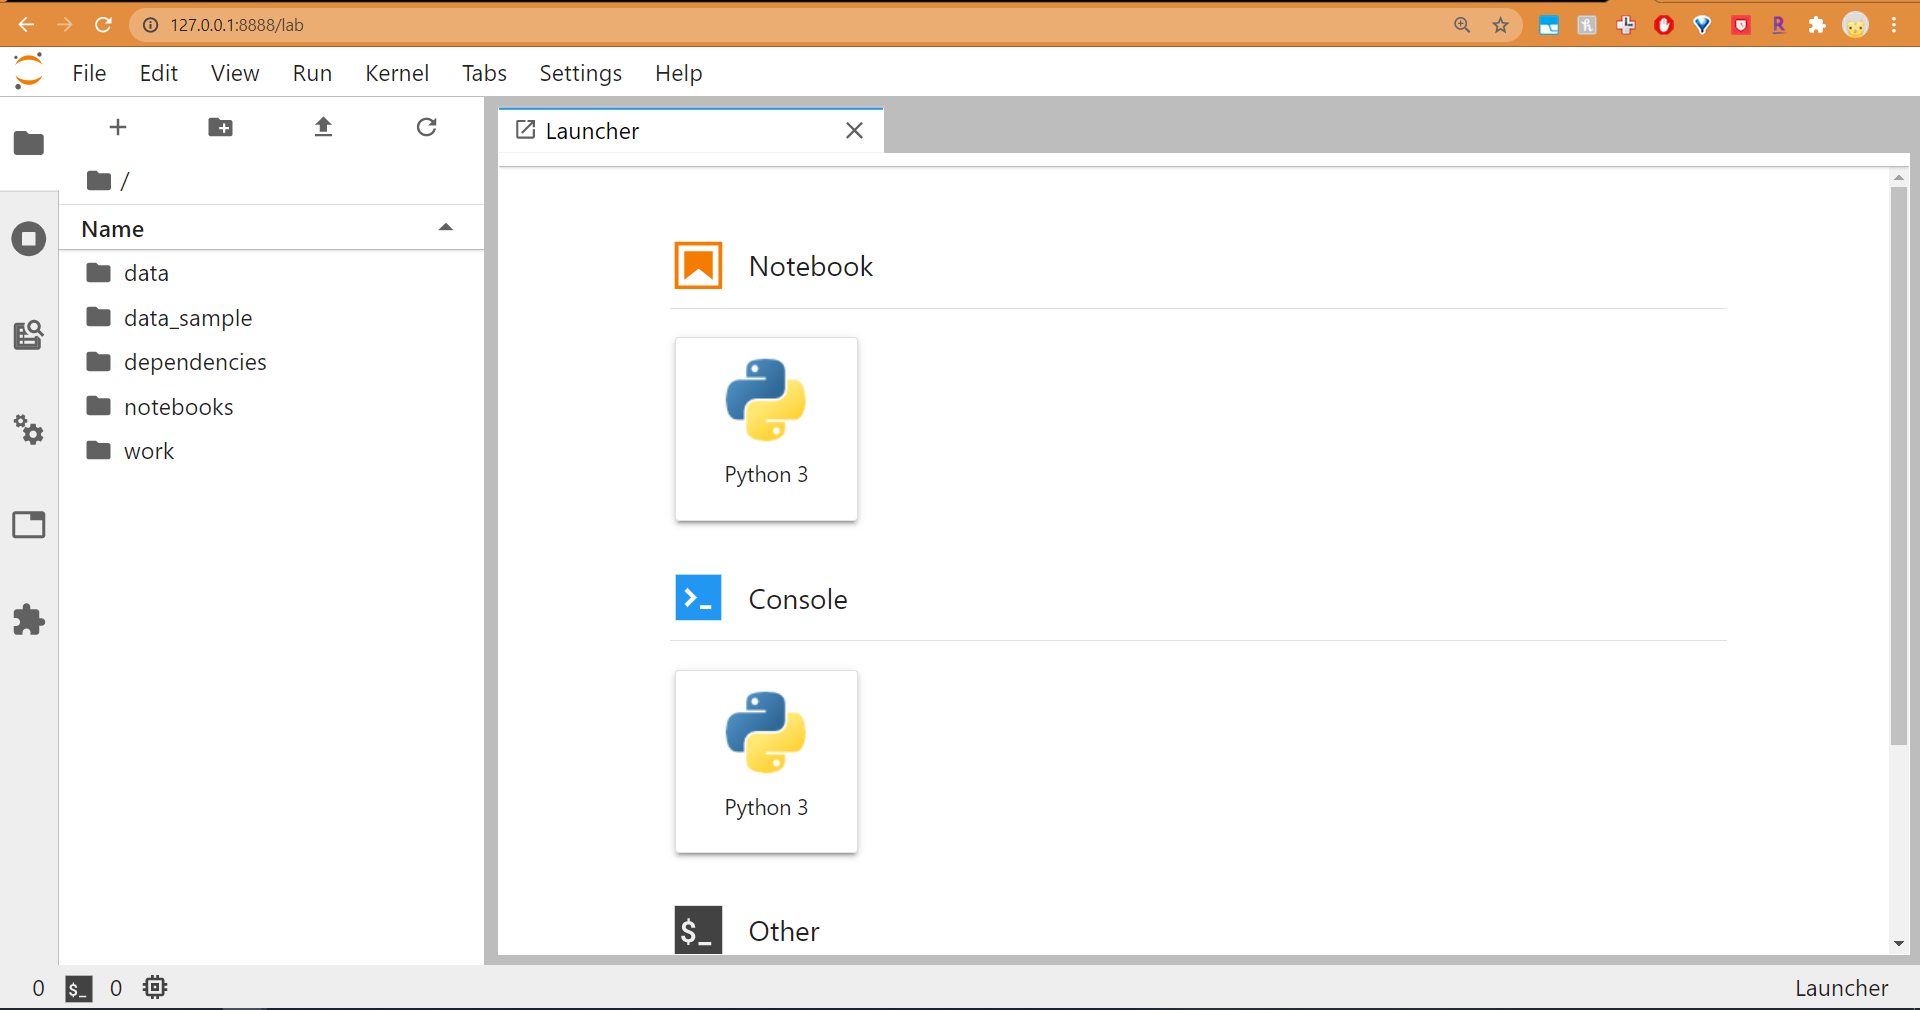 127.0.0.1:8888/lab
File Edit View Run Kernel Tabs Settings Help
Launcher
/
Name
data
data_sample
dependencies
notebooks
work
Notebook
Python 3
Console
Python 3
$_ Other
0 $_ 0
Launcher